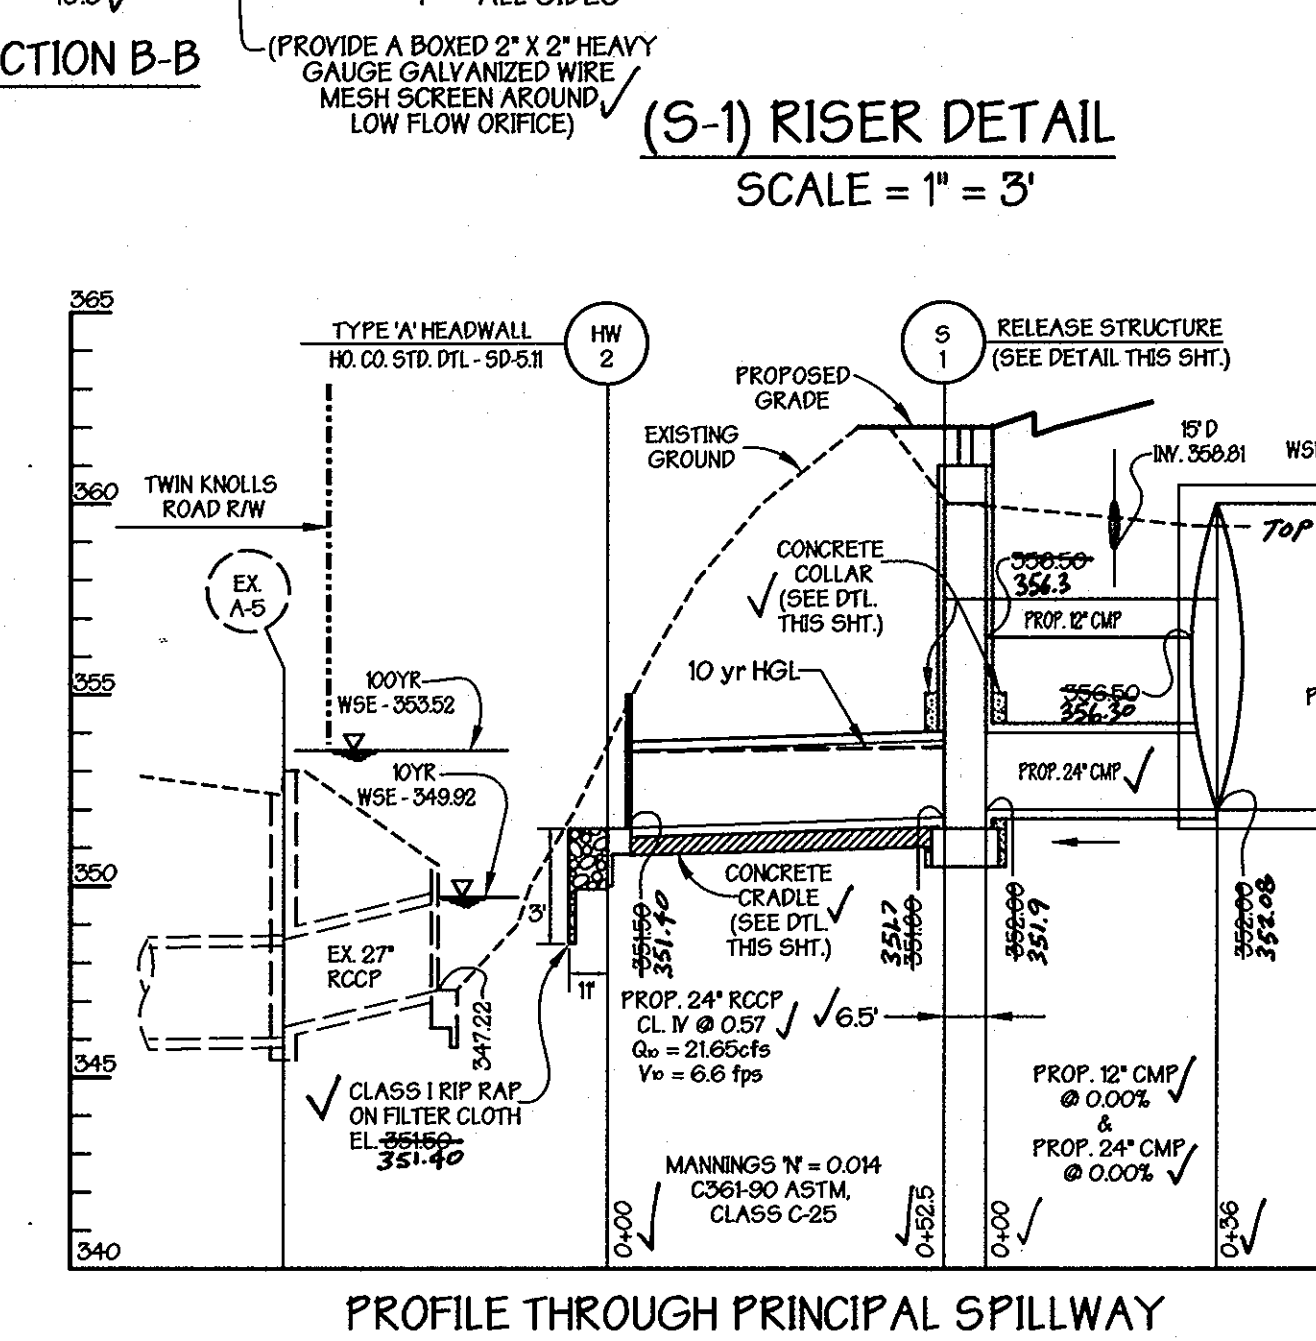 CTION B-B
ALL SIDES
(PROVIDE A BOXED 2" X 2" HEAVY
GAUGE GALVANIZED WIRE
MESH SCREEN AROUND
LOW FLOW ORIFICE)
(S-1) RISER DETAIL
SCALE = 1" = 3'
365
TYPE 'A' HEADWALL
HO. CO. STD. DTL - SD-5.11
HW
2
S
1
RELEASE STRUCTURE
(SEE DETAIL THIS SHT.)
PROPOSED
GRADE
EXISTING
GROUND
15" D
INV. 358.81
WS
360
TWIN KNOLLS
ROAD R/W
TOP
EX.
A-5
CONCRETE
COLLAR
(SEE DTL.
THIS SHT.)
356.50
356.3
PROP. 12" CMP
10 yr HGL
355
100YR
WSE - 353.52
356.50
356.30
P
10YR
WSE - 349.92
PROP. 24" CMP
350
CONCRETE
CRADLE
(SEE DTL.
THIS SHT.)
3'
11'
351.50
351.40
351.7
351.80
352.00
351.9
352.00
352.08
EX. 27"
RCCP
347.22
PROP. 24" RCCP
CL. IV @ 0.57
Q10 = 21.65cfs
V10 = 6.6 fps
6.5'
345
CLASS I RIP RAP
ON FILTER CLOTH
EL. 351.50
351.40
PROP. 12" CMP
@ 0.00%
&
PROP. 24" CMP
@ 0.00%
MANNINGS 'N' = 0.014
C361-90 ASTM,
CLASS C-25
340
0+00
0+52.5
0+00
0+36
PROFILE THROUGH PRINCIPAL SPILLWAY